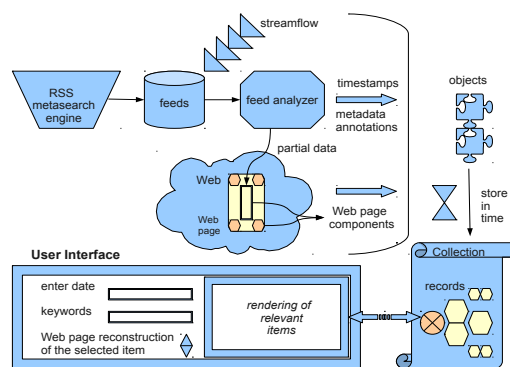 streamflow
RSS
metasearch
engine
feeds
feed analyzer
timestamps
metadata
annotations
objects
partial data
Web
Web
page
Web page
components
store
in
time
User Interface
Collection
enter date
keywords
Web page reconstruction
of the selected item
rendering of
relevant
items
records